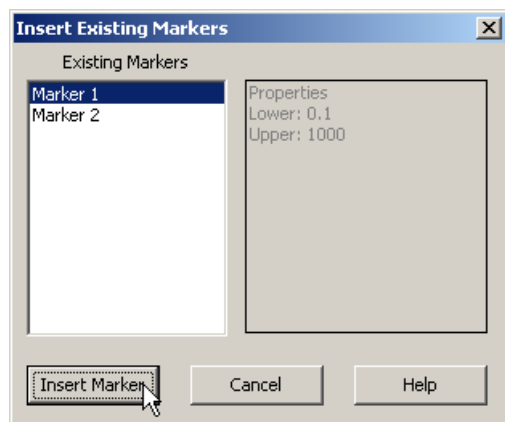 Insert Existing Markers
Existing Markers
Marker 1
Marker 2
Properties
Lower: 0.1
Upper: 1000
Insert Marker
Cancel
Help